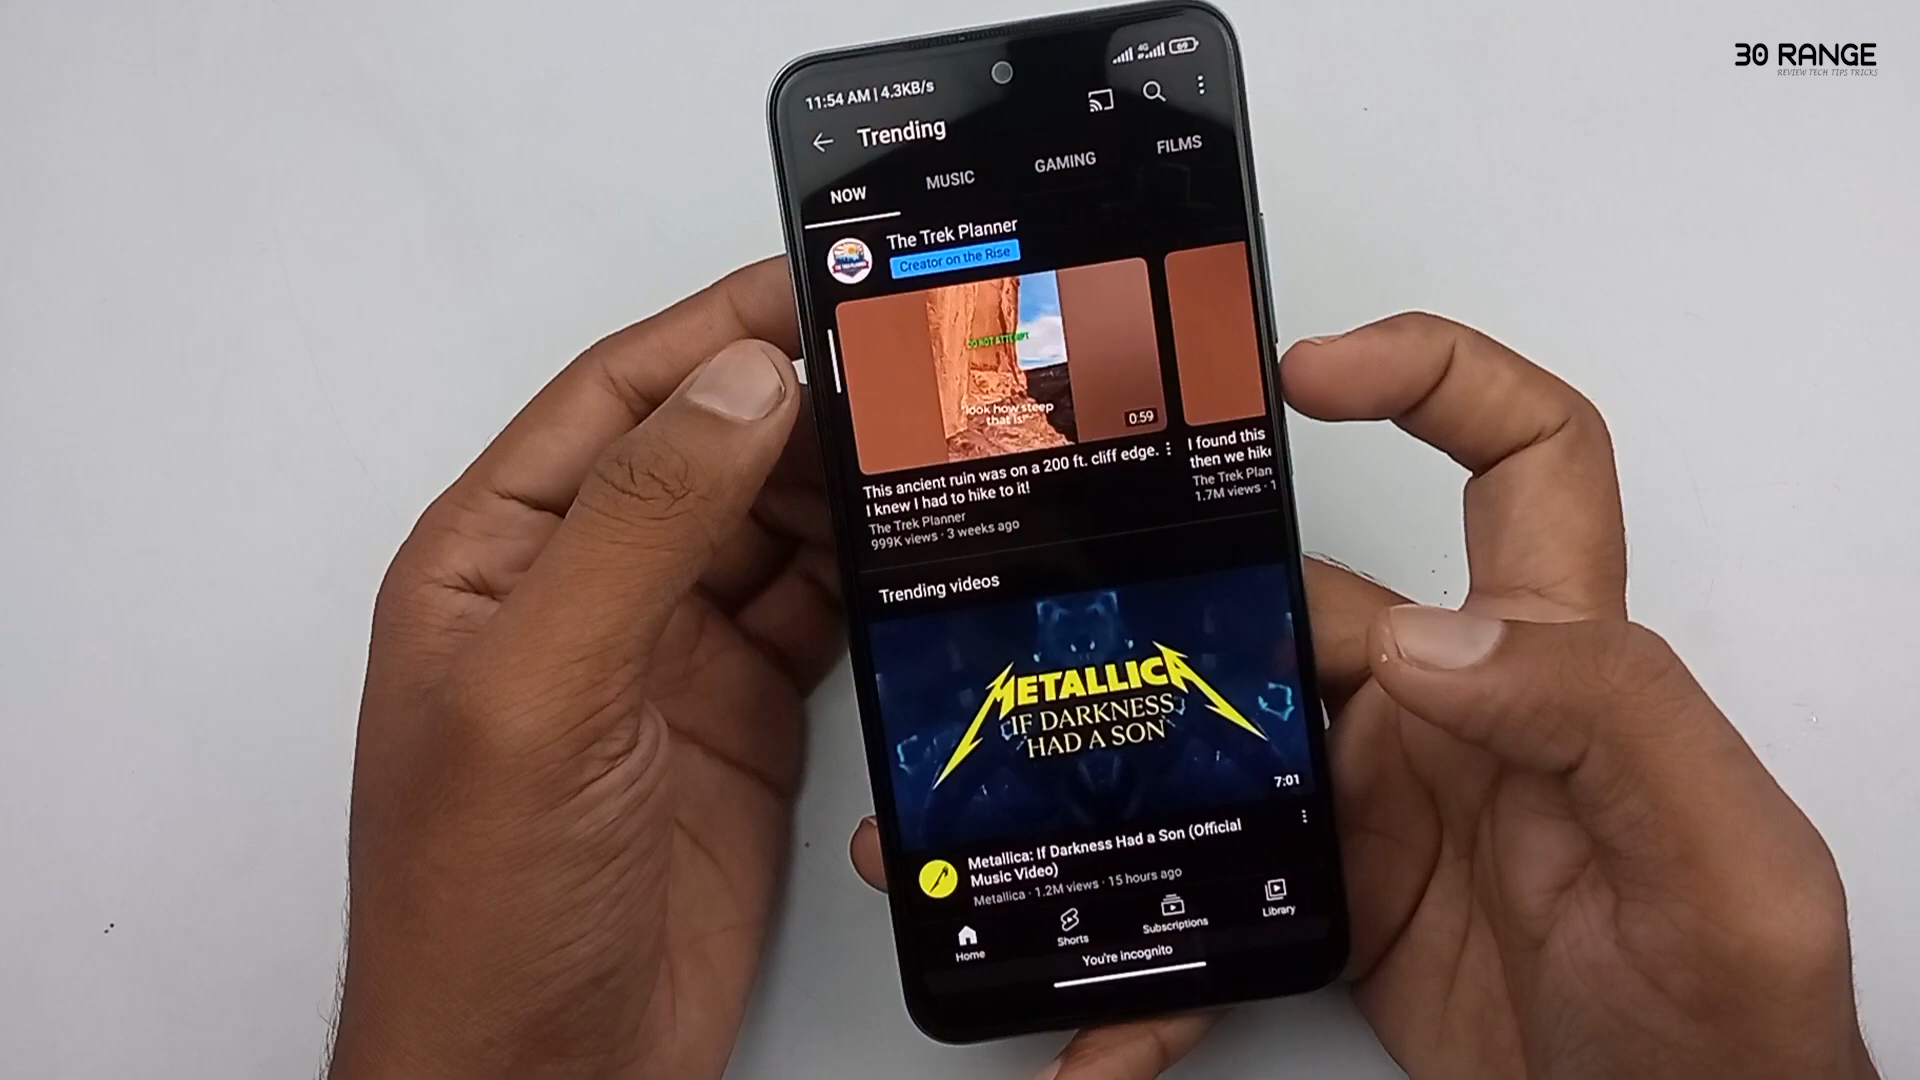 30 RANGE
REVIEW TECH TIPS TRICKS
11:54 AM | 4.3KB/s
4G
69
Trending
NOW
MUSIC
GAMING
FILMS
The Trek Planner
Creator on the Rise
DO NOT ATTEMPT
"look how steep
that is!"
0:59
This ancient ruin was on a 200 ft. cliff edge.
I knew I had to hike to it!
The Trek Planner
999K views · 3 weeks ago
I found this
then we hike
The Trek Plan
1.7M views · 1
Trending videos
METALLICA
IF DARKNESS
HAD A SON
7:01
Metallica: If Darkness Had a Son (Official
Music Video)
Metallica · 1.2M views · 15 hours ago
Home
Shorts
Subscriptions
Library
You're incognito